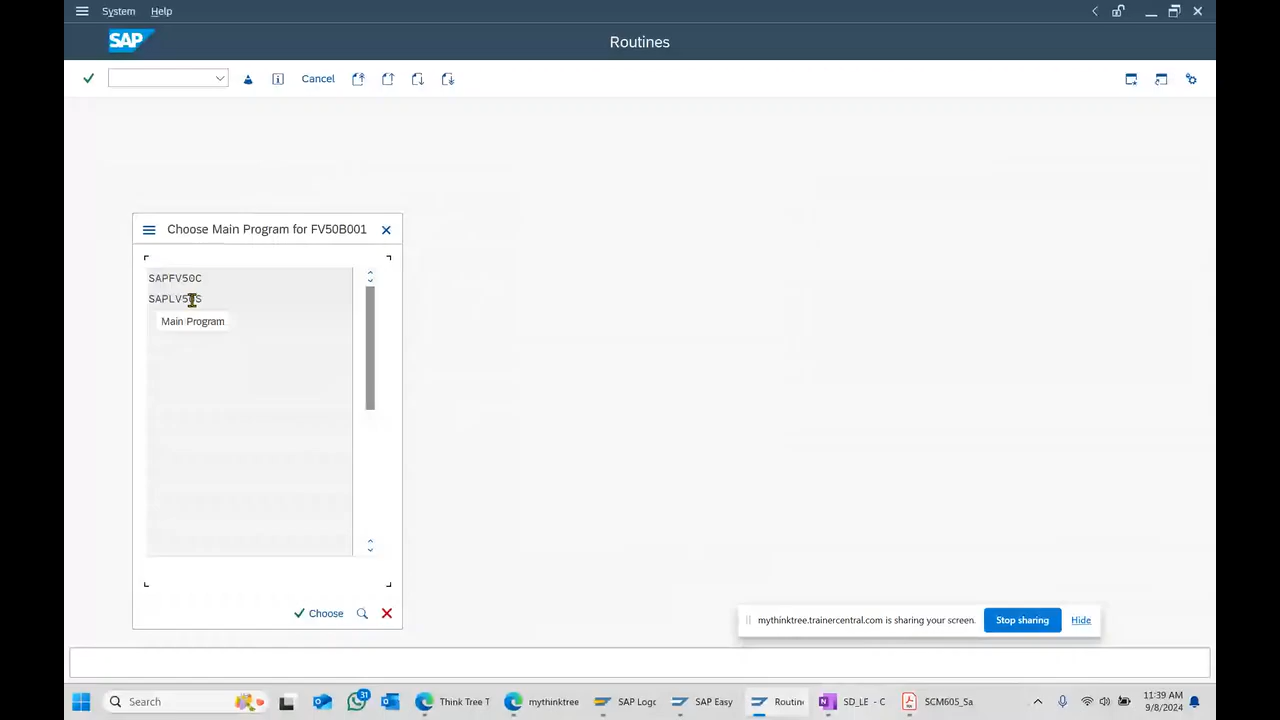 System Help
SAP
Routines
Cancel
Choose Main Program for FV50B001
SAPFV50C
Main Program
Choose
mythinktree.trainercentral.com is sharing your screen. Stop sharing Hide
Search
31
Think Tree T
mythinktree
SAP Logo
SAP Easy
Routin
SD_LE - C
SCM605_Sa
11:39 AM
9/8/2024